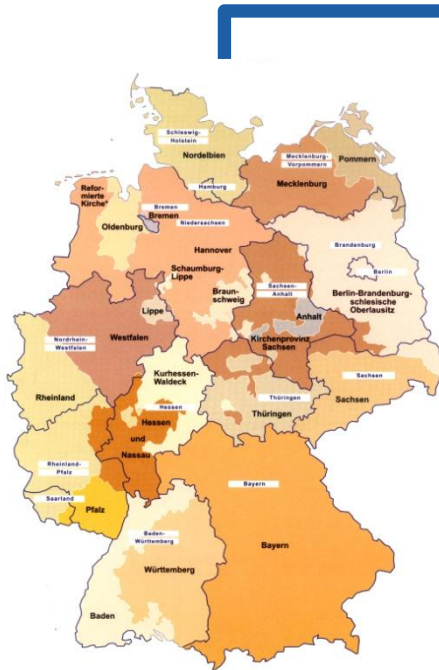 Schleswig-
Holstein
Nordelbien
Mecklenburg-
Vorpommern
Pommern
Hamburg
Mecklenburg
Refor-
mierte
Kirche*
Bremen
Bremen
Oldenburg
Niedersachsen
Hannover
Brandenburg
Berlin
Schaumburg-
Lippe
Braun-
schweig
Sachsen-
Anhalt
Berlin-Brandenburg-
schlesische
Oberlausitz
Lippe
Anhalt
Nordrhein-
Westfalen
Westfalen
Kirchenprovinz
Sachsen
Kurhessen-
Waldeck
Sachsen
Rheinland
Hessen
Thüringen
Sachsen
Hessen
und
Nassau
Thüringen
Rheinland-
Pfalz
Saarland
Pfalz
Bayern
Baden-
Württemberg
Bayern
Württemberg
Baden